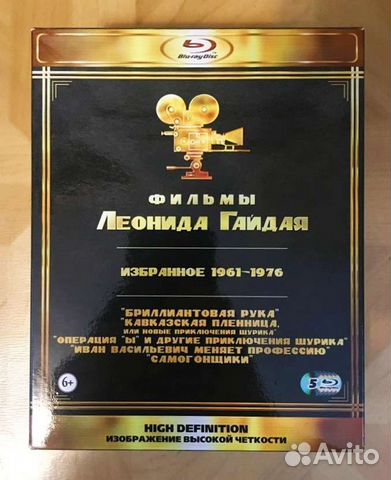 Blu-ray Disc
ФИЛЬМЫ
ЛЕОНИДА ГАЙДАЯ
ИЗБРАННОЕ 1961-1976
"БРИЛЛИАНТОВАЯ РУКА"
"КАВКАЗСКАЯ ПЛЕННИЦА,
ИЛИ НОВЫЕ ПРИКЛЮЧЕНИЯ ШУРИКА"
"ОПЕРАЦИЯ "Ы" И ДРУГИЕ ПРИКЛЮЧЕНИЯ ШУРИКА"
"ИВАН ВАСИЛЬЕВИЧ МЕНЯЕТ ПРОФЕССИЮ"
"САМОГОНЩИКИ"
6+
5
HIGH DEFINITION
ИЗОБРАЖЕНИЕ ВЫСОКОЙ ЧЕТКОСТИ
Avito